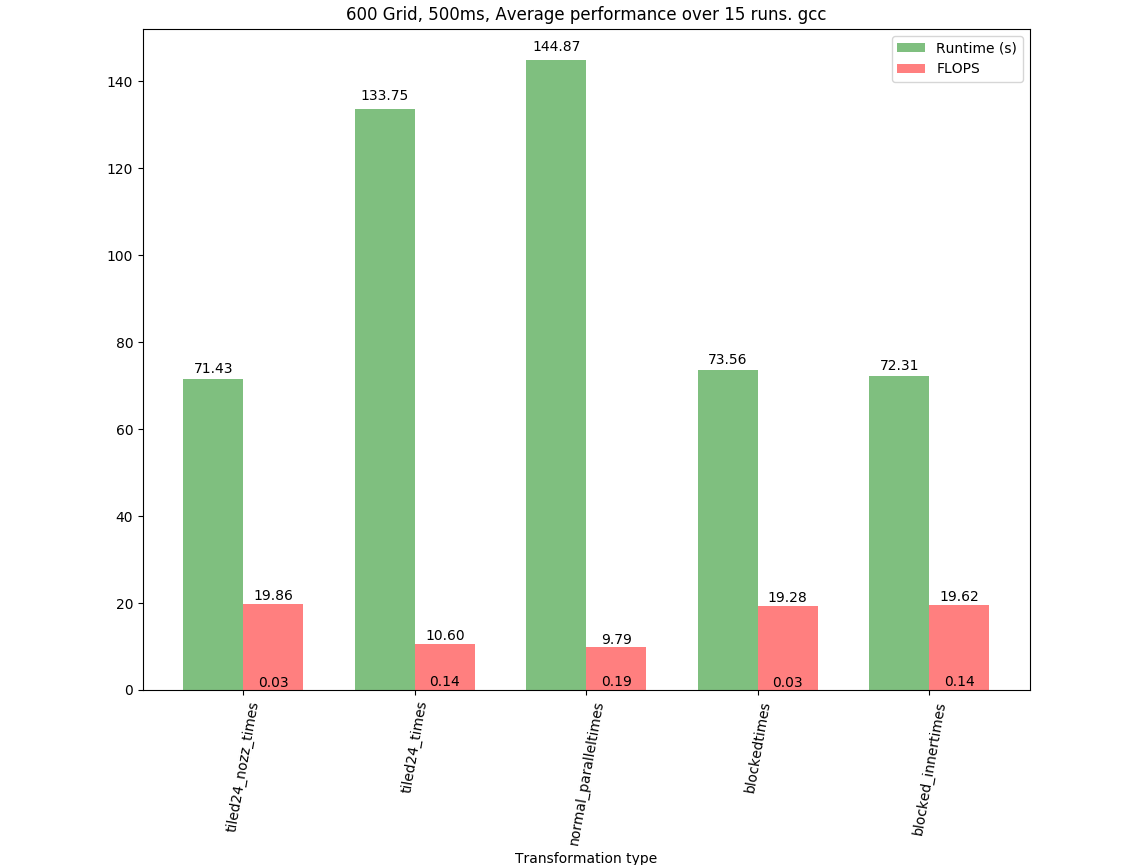 600 Grid, 500ms, Average performance over 15 runs. gcc
Runtime (s)
FLOPS
140
120
100
80
60
40
20
0
71.43
133.75
144.87
73.56
72.31
19.86
10.60
9.79
19.28
19.62
0.03
0.14
0.19
0.03
0.14
tiled24_nozz_times
tiled24_times
normal_paralleltimes
blockedtimes
blocked_innertimes
Transformation type